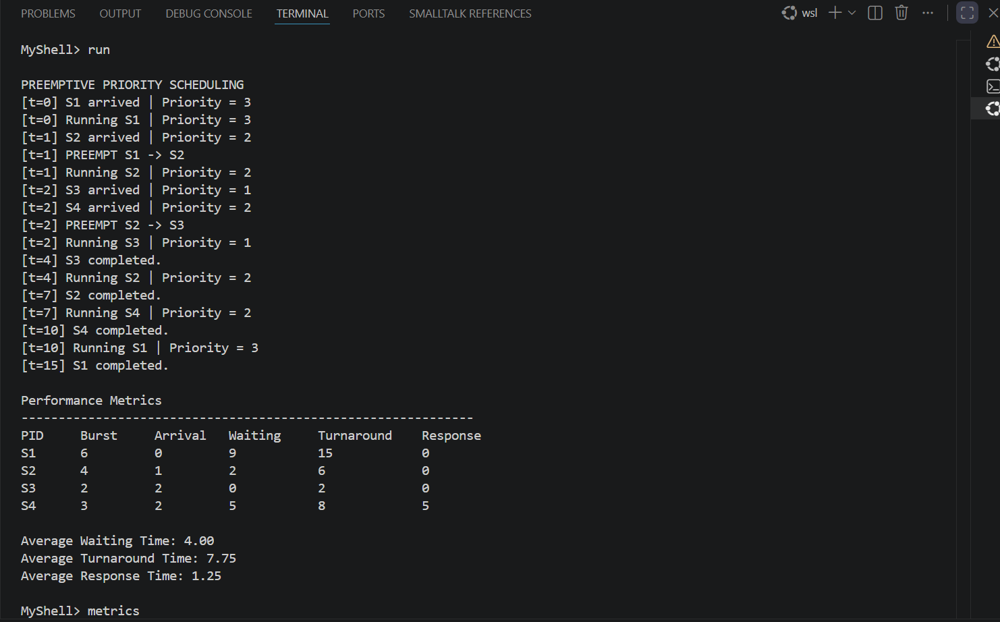 PROBLEMS OUTPUT DEBUG CONSOLE TERMINAL PORTS SMALLTALK REFERENCES wsl
MyShell> run
PREEMPTIVE PRIORITY SCHEDULING
[t=0] S1 arrived | Priority = 3
[t=0] Running S1 | Priority = 3
[t=1] S2 arrived | Priority = 2
[t=1] PREEMPT S1 -> S2
[t=1] Running S2 | Priority = 2
[t=2] S3 arrived | Priority = 1
[t=2] S4 arrived | Priority = 2
[t=2] PREEMPT S2 -> S3
[t=2] Running S3 | Priority = 1
[t=4] S3 completed.
[t=4] Running S2 | Priority = 2
[t=7] S2 completed.
[t=7] Running S4 | Priority = 2
[t=10] S4 completed.
[t=10] Running S1 | Priority = 3
[t=15] S1 completed.
Performance Metrics
-------------------------------------------------------------
PID Burst Arrival Waiting Turnaround Response
S1 6 0 9 15 0
S2 4 1 2 6 0
S3 2 2 0 2 0
S4 3 2 5 8 5
Average Waiting Time: 4.00
Average Turnaround Time: 7.75
Average Response Time: 1.25
MyShell> metrics